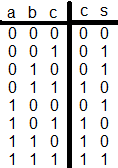 a b c c s
0 0 0 0 0
0 0 1 0 1
0 1 0 0 1
0 1 1 1 0
1 0 0 0 1
1 0 1 1 0
1 1 0 1 0
1 1 1 1 1